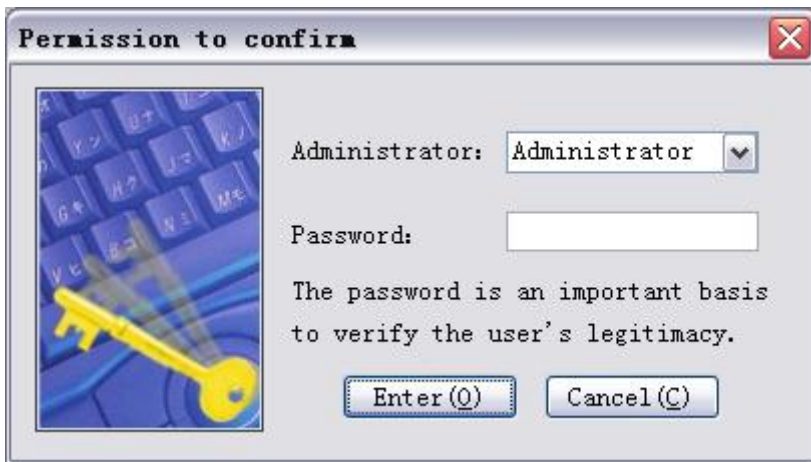 Permission to confirm
Administrator: Administrator
Password:
The password is an important basis
to verify the user's legitimacy.
Enter(O) Cancel(C)